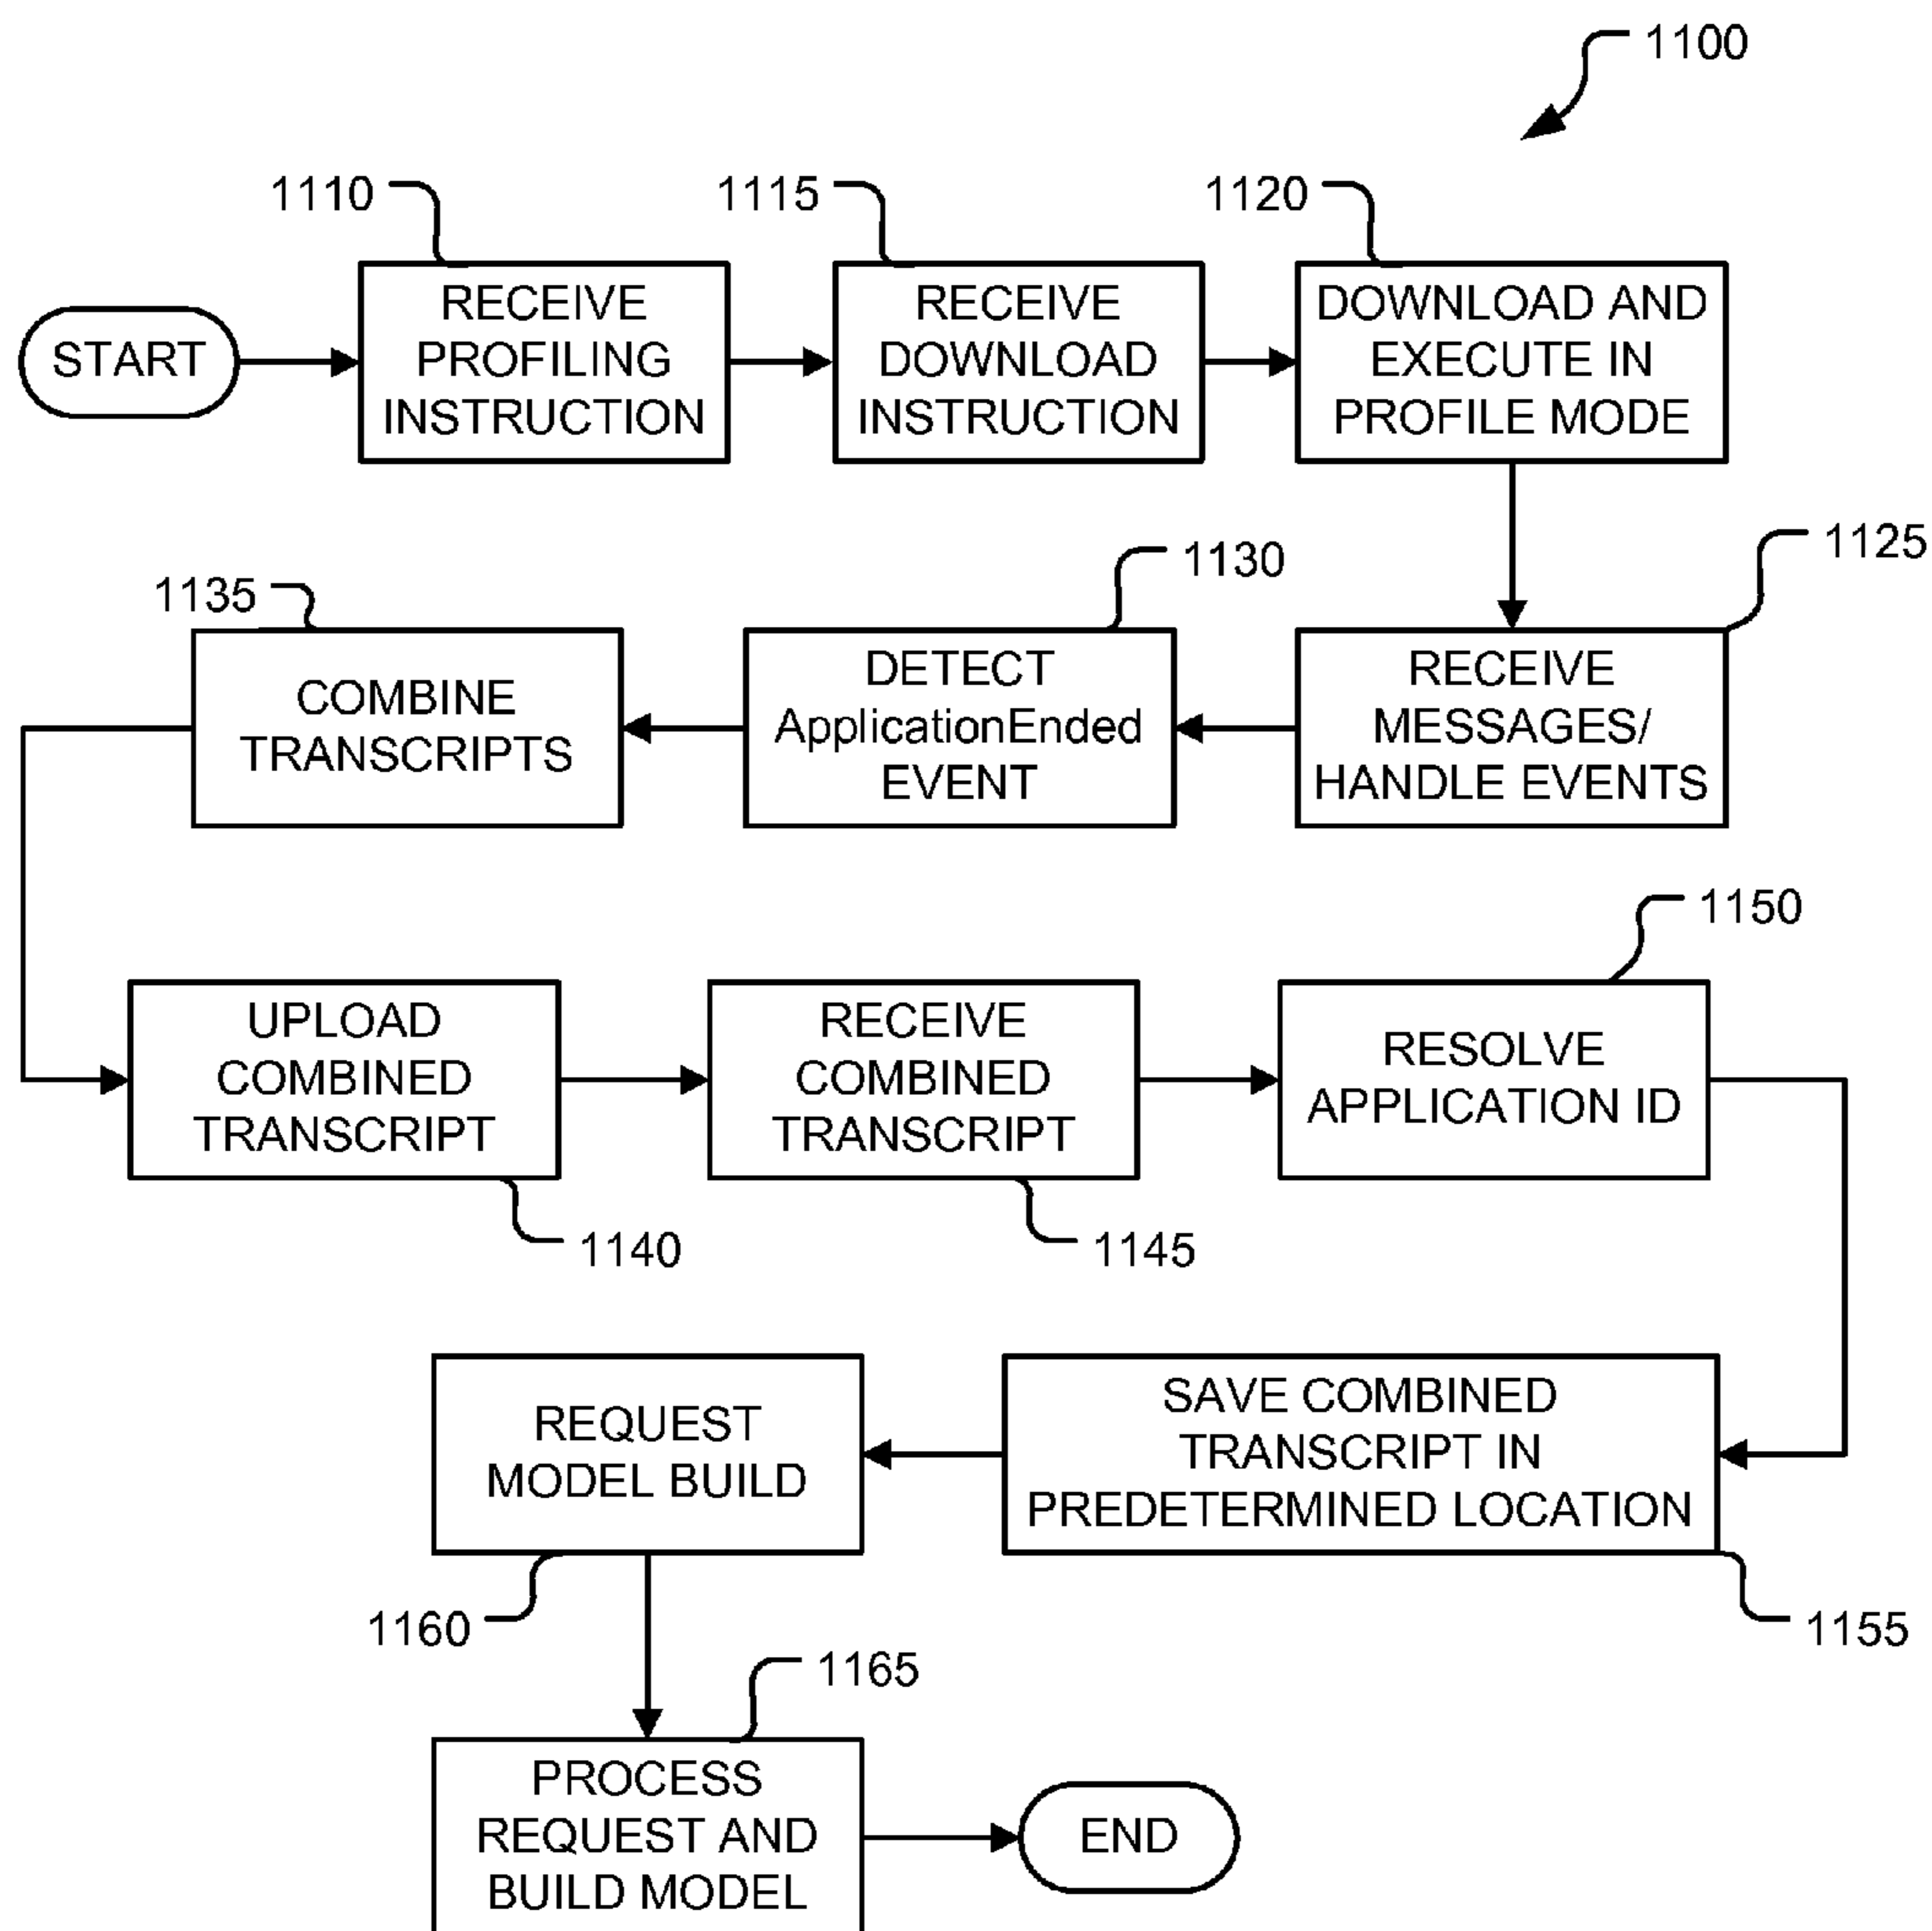 1100
1110
1115
1120
START
RECEIVE
PROFILING
INSTRUCTION
RECEIVE
DOWNLOAD
INSTRUCTION
DOWNLOAD AND
EXECUTE IN
PROFILE MODE
1125
1130
1135
RECEIVE
MESSAGES/
HANDLE EVENTS
DETECT
ApplicationEnded
EVENT
COMBINE
TRANSCRIPTS
1150
UPLOAD
COMBINED
TRANSCRIPT
RECEIVE
COMBINED
TRANSCRIPT
RESOLVE
APPLICATION ID
1140
1145
SAVE COMBINED
TRANSCRIPT IN
PREDETERMINED LOCATION
REQUEST
MODEL BUILD
1160
1155
1165
PROCESS
REQUEST AND
BUILD MODEL
END